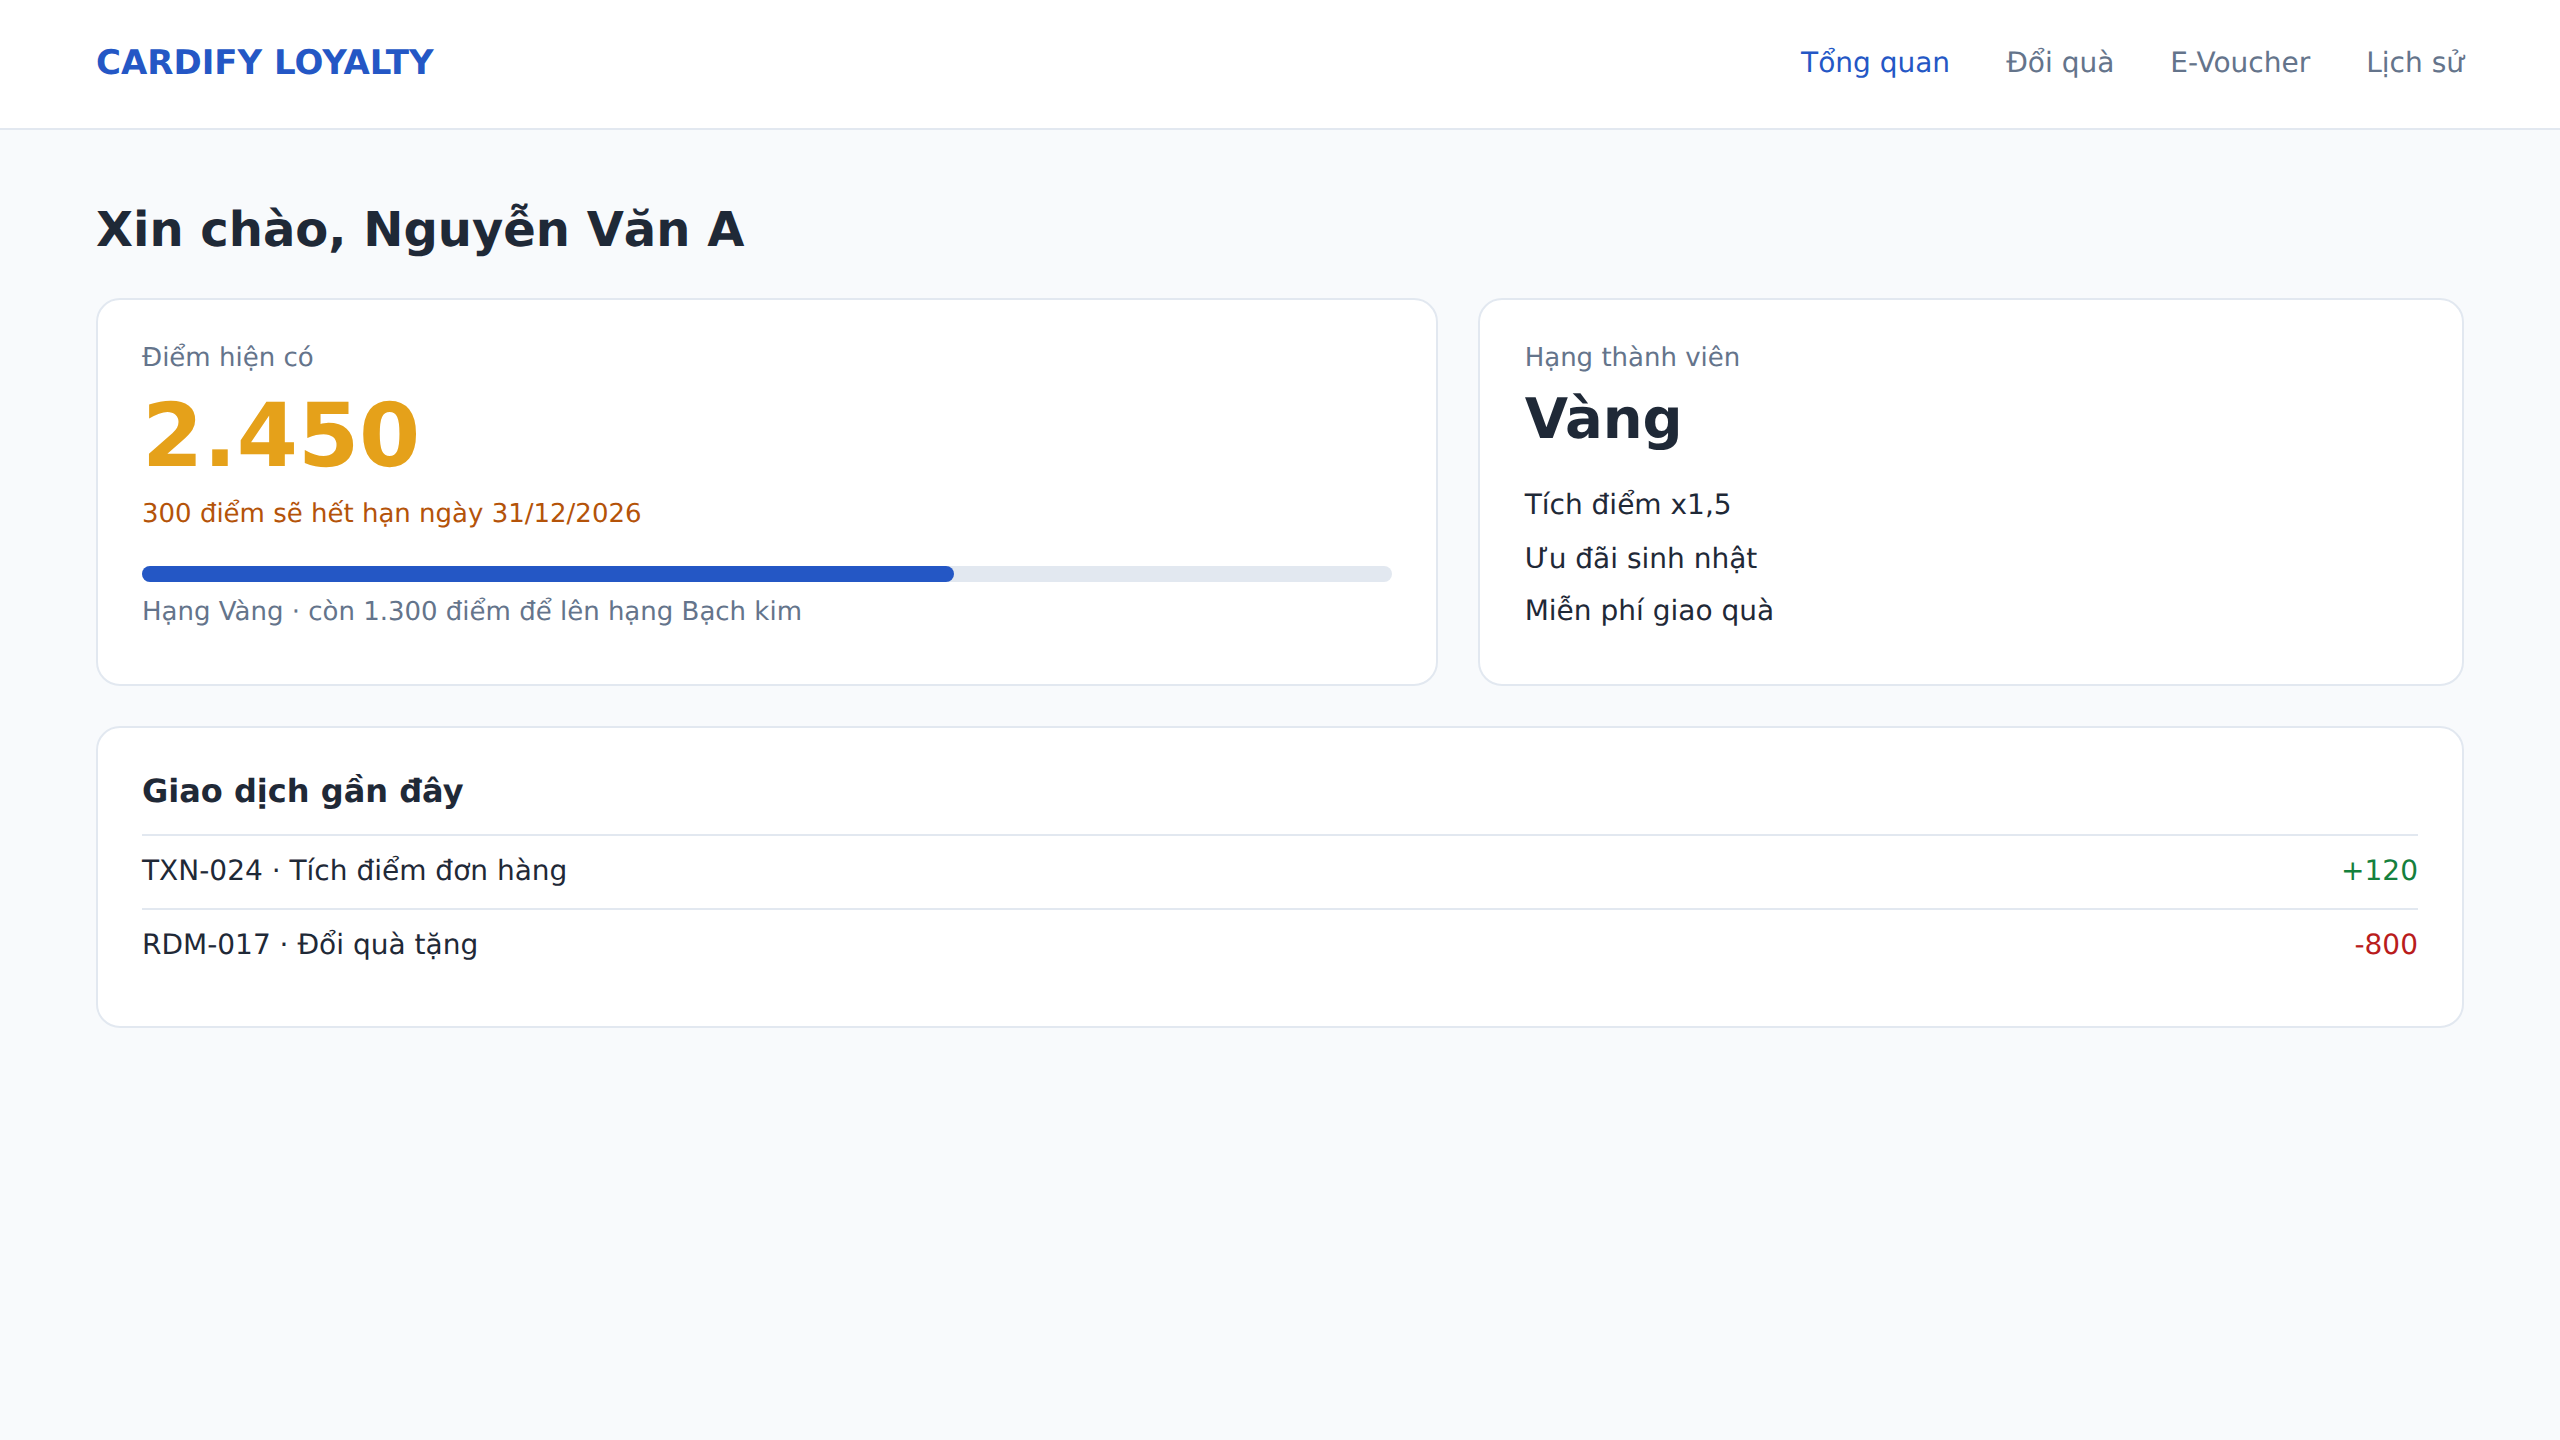 CARDIFY LOYALTY
Tổng quan
Đổi quà
E-Voucher
Lịch sử
Xin chào, Nguyễn Văn A
Điểm hiện có
2.450
300 điểm sẽ hết hạn ngày 31/12/2026
Hạng Vàng · còn 1.300 điểm để lên hạng Bạch kim
Hạng thành viên
Vàng
Tích điểm x1,5
Ưu đãi sinh nhật
Miễn phí giao quà
Giao dịch gần đây
TXN-024 · Tích điểm đơn hàng +120
RDM-017 · Đổi quà tặng -800